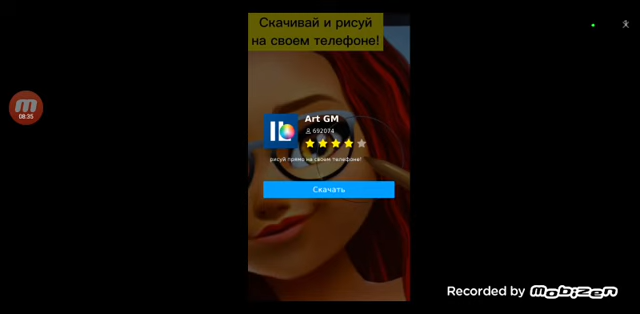 Скачивай и рисуй
на своем телефоне!
08:35
Art GM
692074
рисуй прямо на своем телефоне!
Скачать
Recorded by MOBIZEN